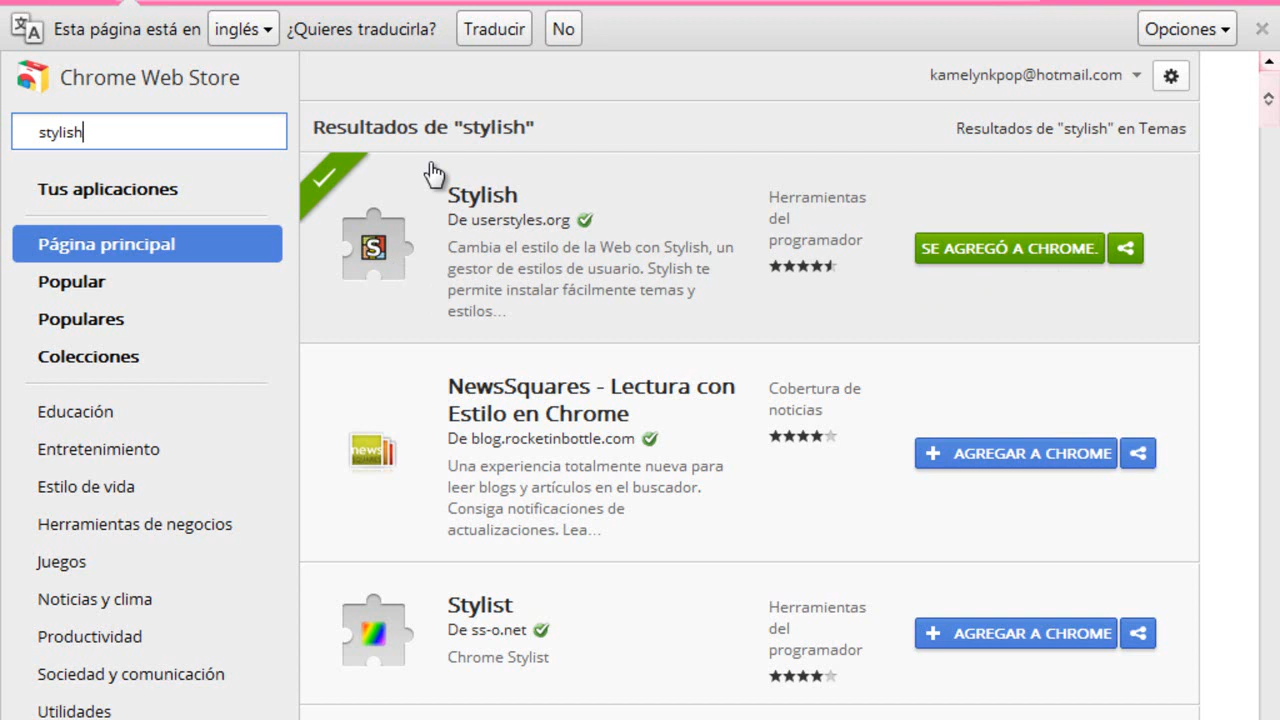 Esta página está en inglés ¿Quieres traducirla? Traducir No Opciones
Chrome Web Store
kamelynkpop@hotmail.com
stylish
Resultados de "stylish"
Resultados de "stylish" en Temas
Tus aplicaciones
Página principal
Popular
Populares
Colecciones
Educación
Entretenimiento
Estilo de vida
Herramientas de negocios
Juegos
Noticias y clima
Productividad
Sociedad y comunicación
Utilidades
Stylish
De userstyles.org
Cambia el estilo de la Web con Stylish, un
gestor de estilos de usuario. Stylish te
permite instalar fácilmente temas y
estilos...
Herramientas
del
programador
SE AGREGÓ A CHROME.
NewsSquares - Lectura con
Estilo en Chrome
De blog.rocketinbottle.com
Una experiencia totalmente nueva para
leer blogs y artículos en el buscador.
Consiga notificaciones de
actualizaciones. Lea...
Cobertura de
noticias
AGREGAR A CHROME
Stylist
De ss-o.net
Chrome Stylist
Herramientas
del
programador
AGREGAR A CHROME